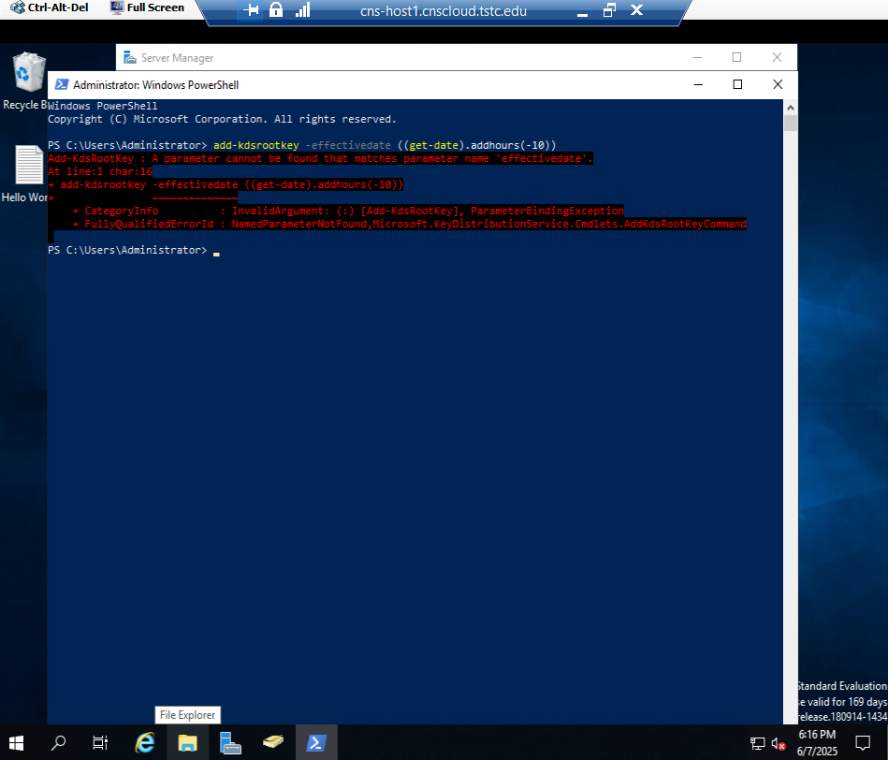 Ctrl-Alt-Del
Full Screen
cns-host1.cnscloud.tstc.edu
Server Manager
Administrator: Windows PowerShell
Recycle B
Windows PowerShell
Copyright (C) Microsoft Corporation. All rights reserved.
PS C:\Users\Administrator> add-kdsrootkey -effectivedate ((get-date).addhours(-10))
Add-KdsRootKey : A parameter cannot be found that matches parameter name 'effectivedate'.
At line:1 char:16
+ add-kdsrootkey -effectivedate ((get-date).addhours(-10))
+                ~~~~~~~~~~~~~~
    + CategoryInfo          : InvalidArgument: (:) [Add-KdsRootKey], ParameterBindingException
    + FullyQualifiedErrorId : NamedParameterNotFound,Microsoft.KeyDistributionService.Cmdlets.AddKdsRootKeyCommand
Hello Wor
PS C:\Users\Administrator>
Standard Evaluation
se valid for 169 days
release.180914-1434
File Explorer
6:16 PM
6/7/2025